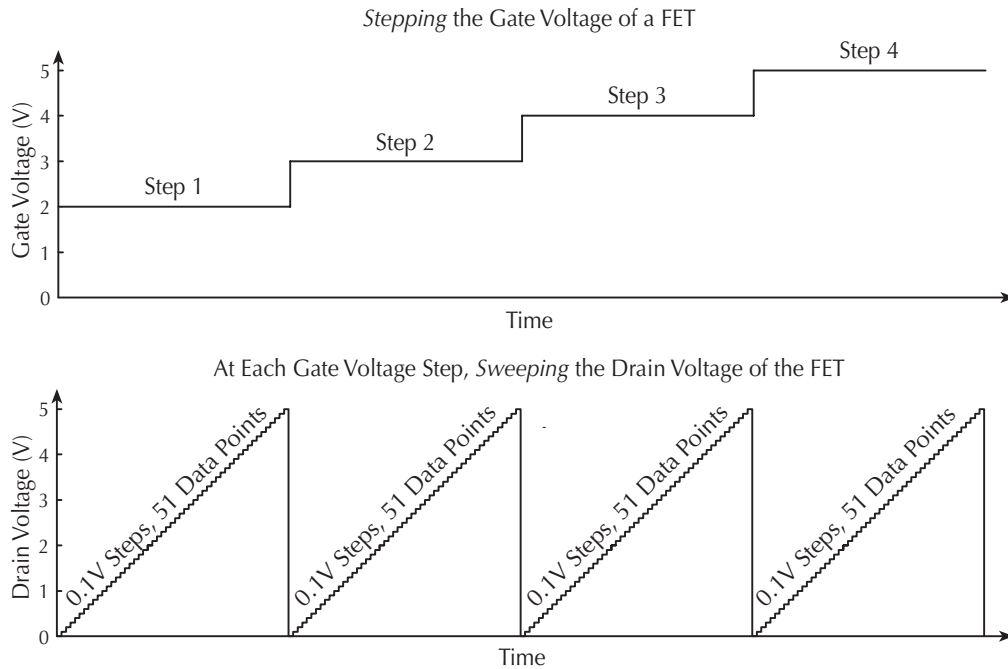 Stepping the Gate Voltage of a FET
Gate Voltage (V)
5
4
3
2
1
0
Step 1
Step 2
Step 3
Step 4
Time
At Each Gate Voltage Step, Sweeping the Drain Voltage of the FET
Drain Voltage (V)
5
4
3
2
1
0
0.1V Steps, 51 Data Points
0.1V Steps, 51 Data Points
0.1V Steps, 51 Data Points
0.1V Steps, 51 Data Points
Time